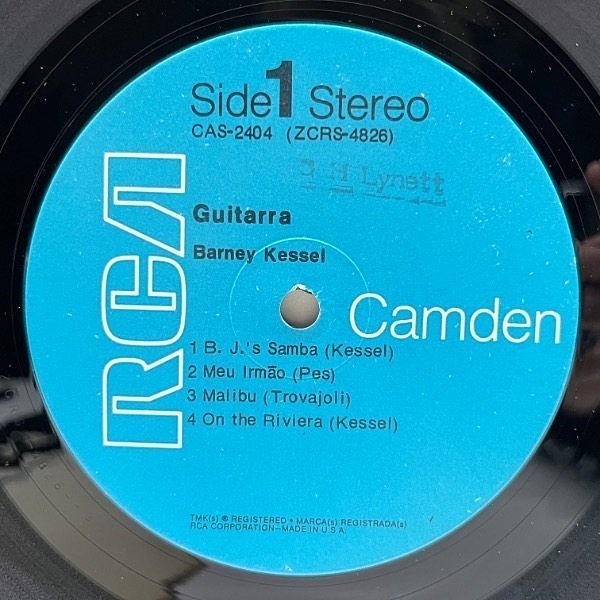 Side 1 Stereo
CAS-2404 (ZCRS-4826)
Lynett
Guitarra
Barney Kessel
RCA
Camden
1 B. J.'s Samba (Kessel)
2 Meu Irmão (Pes)
3 Malibu (Trovajoli)
4 On the Riviera (Kessel)
TMK(s) ® REGISTERED • MARCA(s) REGISTRADA(s)
RCA CORPORATION—MADE IN U.S.A.